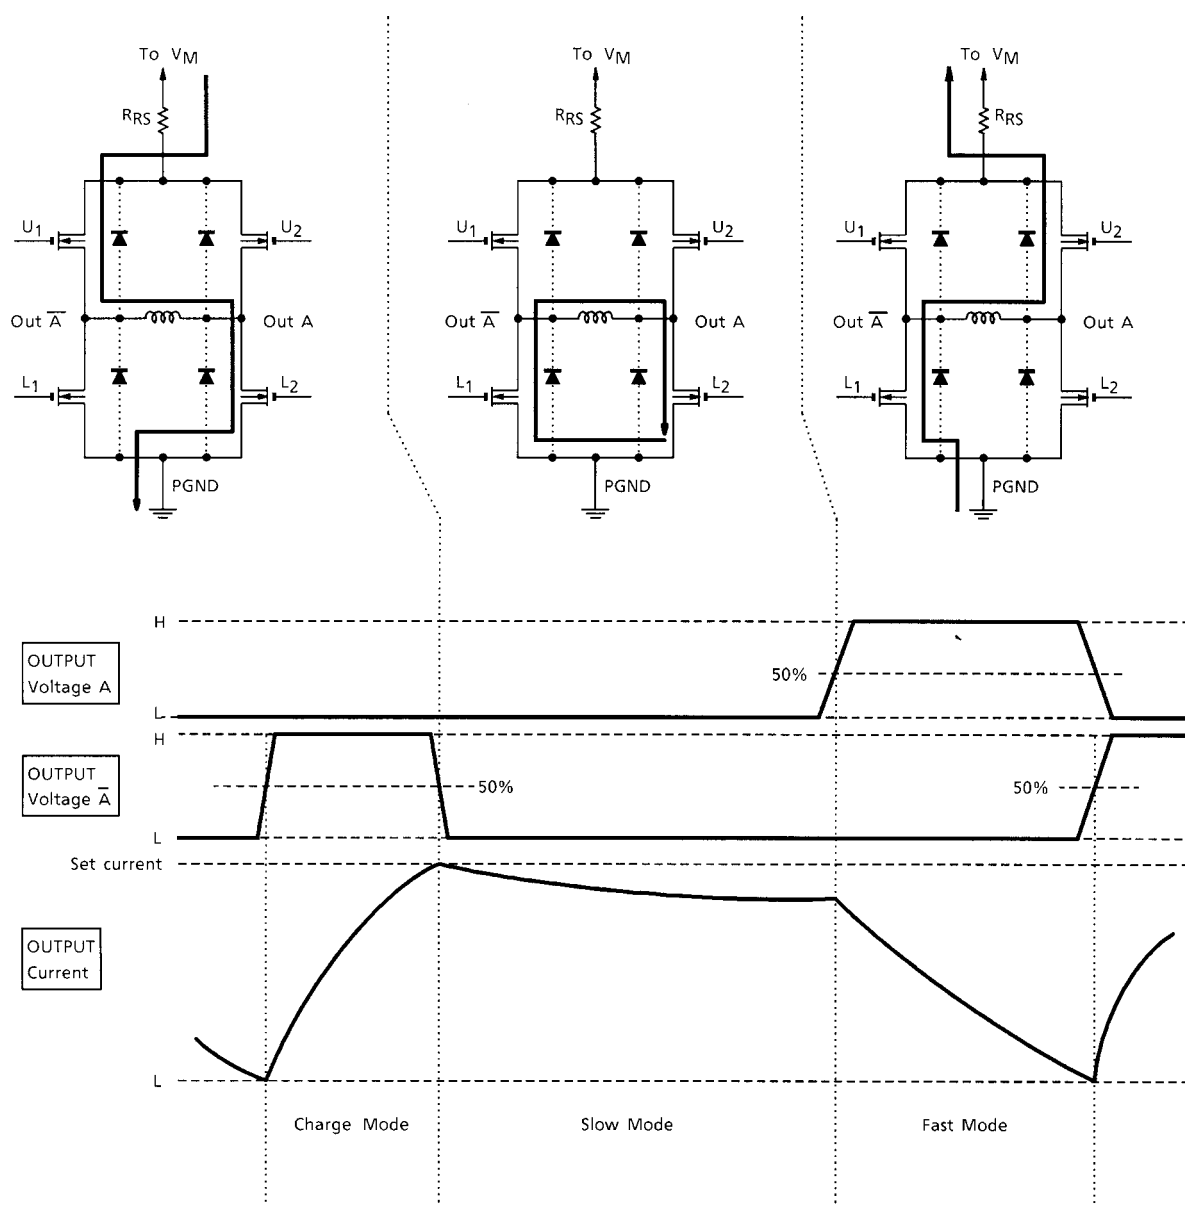 To VM To VM To VM
RRS RRS RRS
U1 U2 U1 U2 U1 U2
Out A̅ Out A Out A̅ Out A Out A̅ Out A
L1 L2 L1 L2 L1 L2
PGND PGND PGND
H
OUTPUT
Voltage A
50%
L
H
OUTPUT
Voltage A̅
50% 50%
L
Set current
OUTPUT
Current
L
Charge Mode Slow Mode Fast Mode